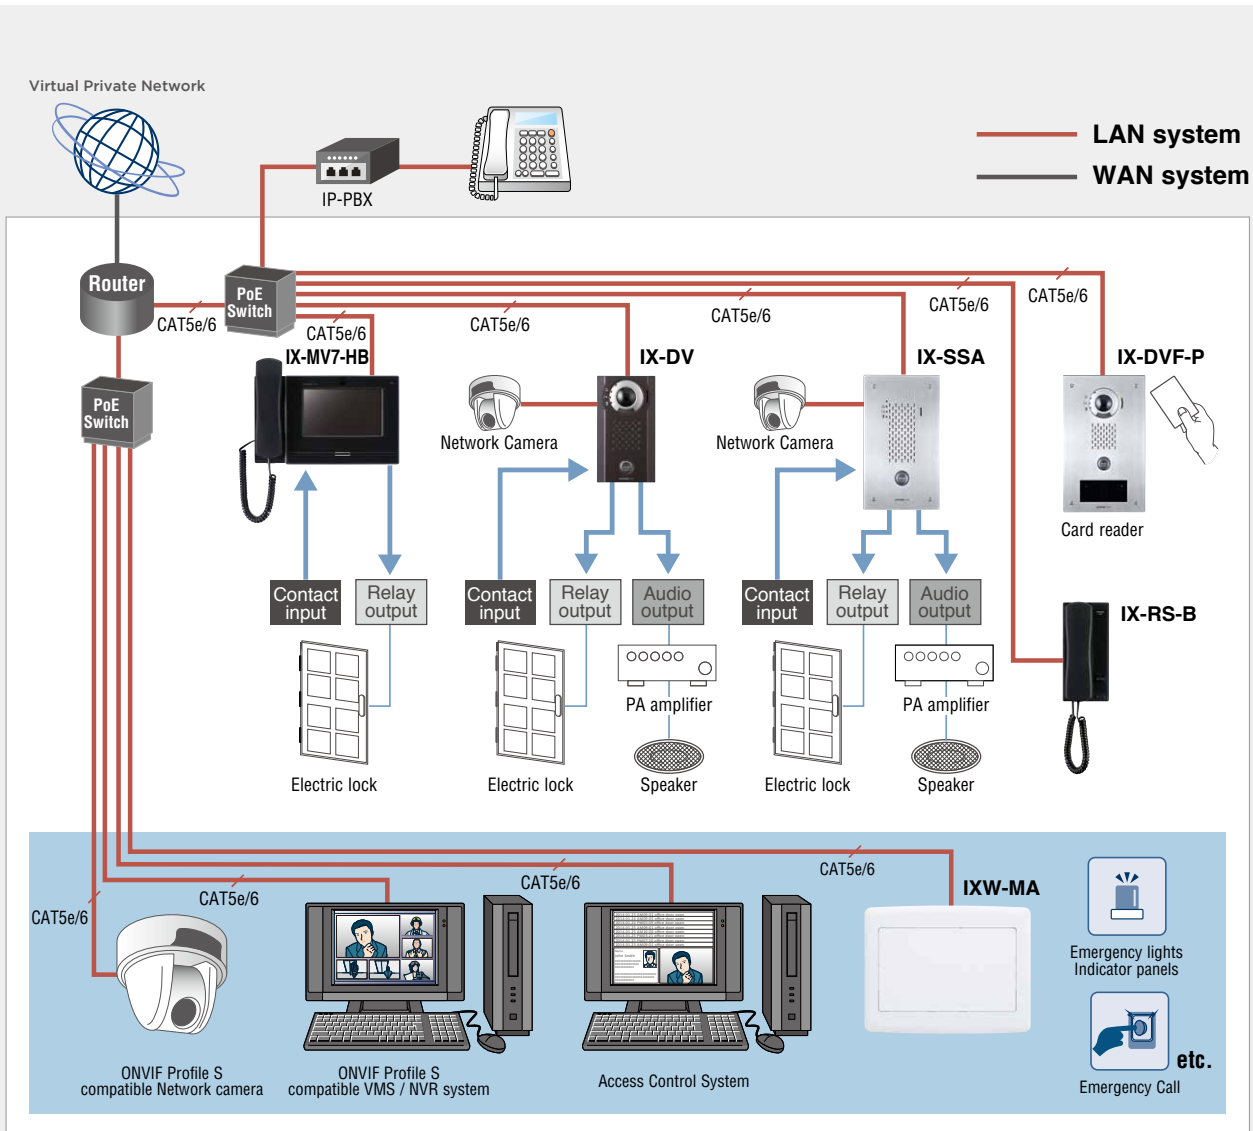 Virtual Private Network
LAN system
WAN system
IP-PBX
Router
PoE
Switch
CAT5e/6
CAT5e/6
CAT5e/6
CAT5e/6
CAT5e/6
CAT5e/6
PoE
Switch
IX-MV7-HB
IX-DV
IX-SSA
IX-DVF-P
Network Camera
Network Camera
Card reader
Contact
input
Relay
output
Contact
input
Relay
output
Audio
output
Contact
input
Relay
output
Audio
output
IX-RS-B
PA amplifier
PA amplifier
Electric lock
Electric lock
Speaker
Electric lock
Speaker
CAT5e/6
CAT5e/6
CAT5e/6
CAT5e/6
IXW-MA
Emergency lights
Indicator panels
etc.
Emergency Call
ONVIF Profile S
compatible Network camera
ONVIF Profile S
compatible VMS / NVR system
Access Control System